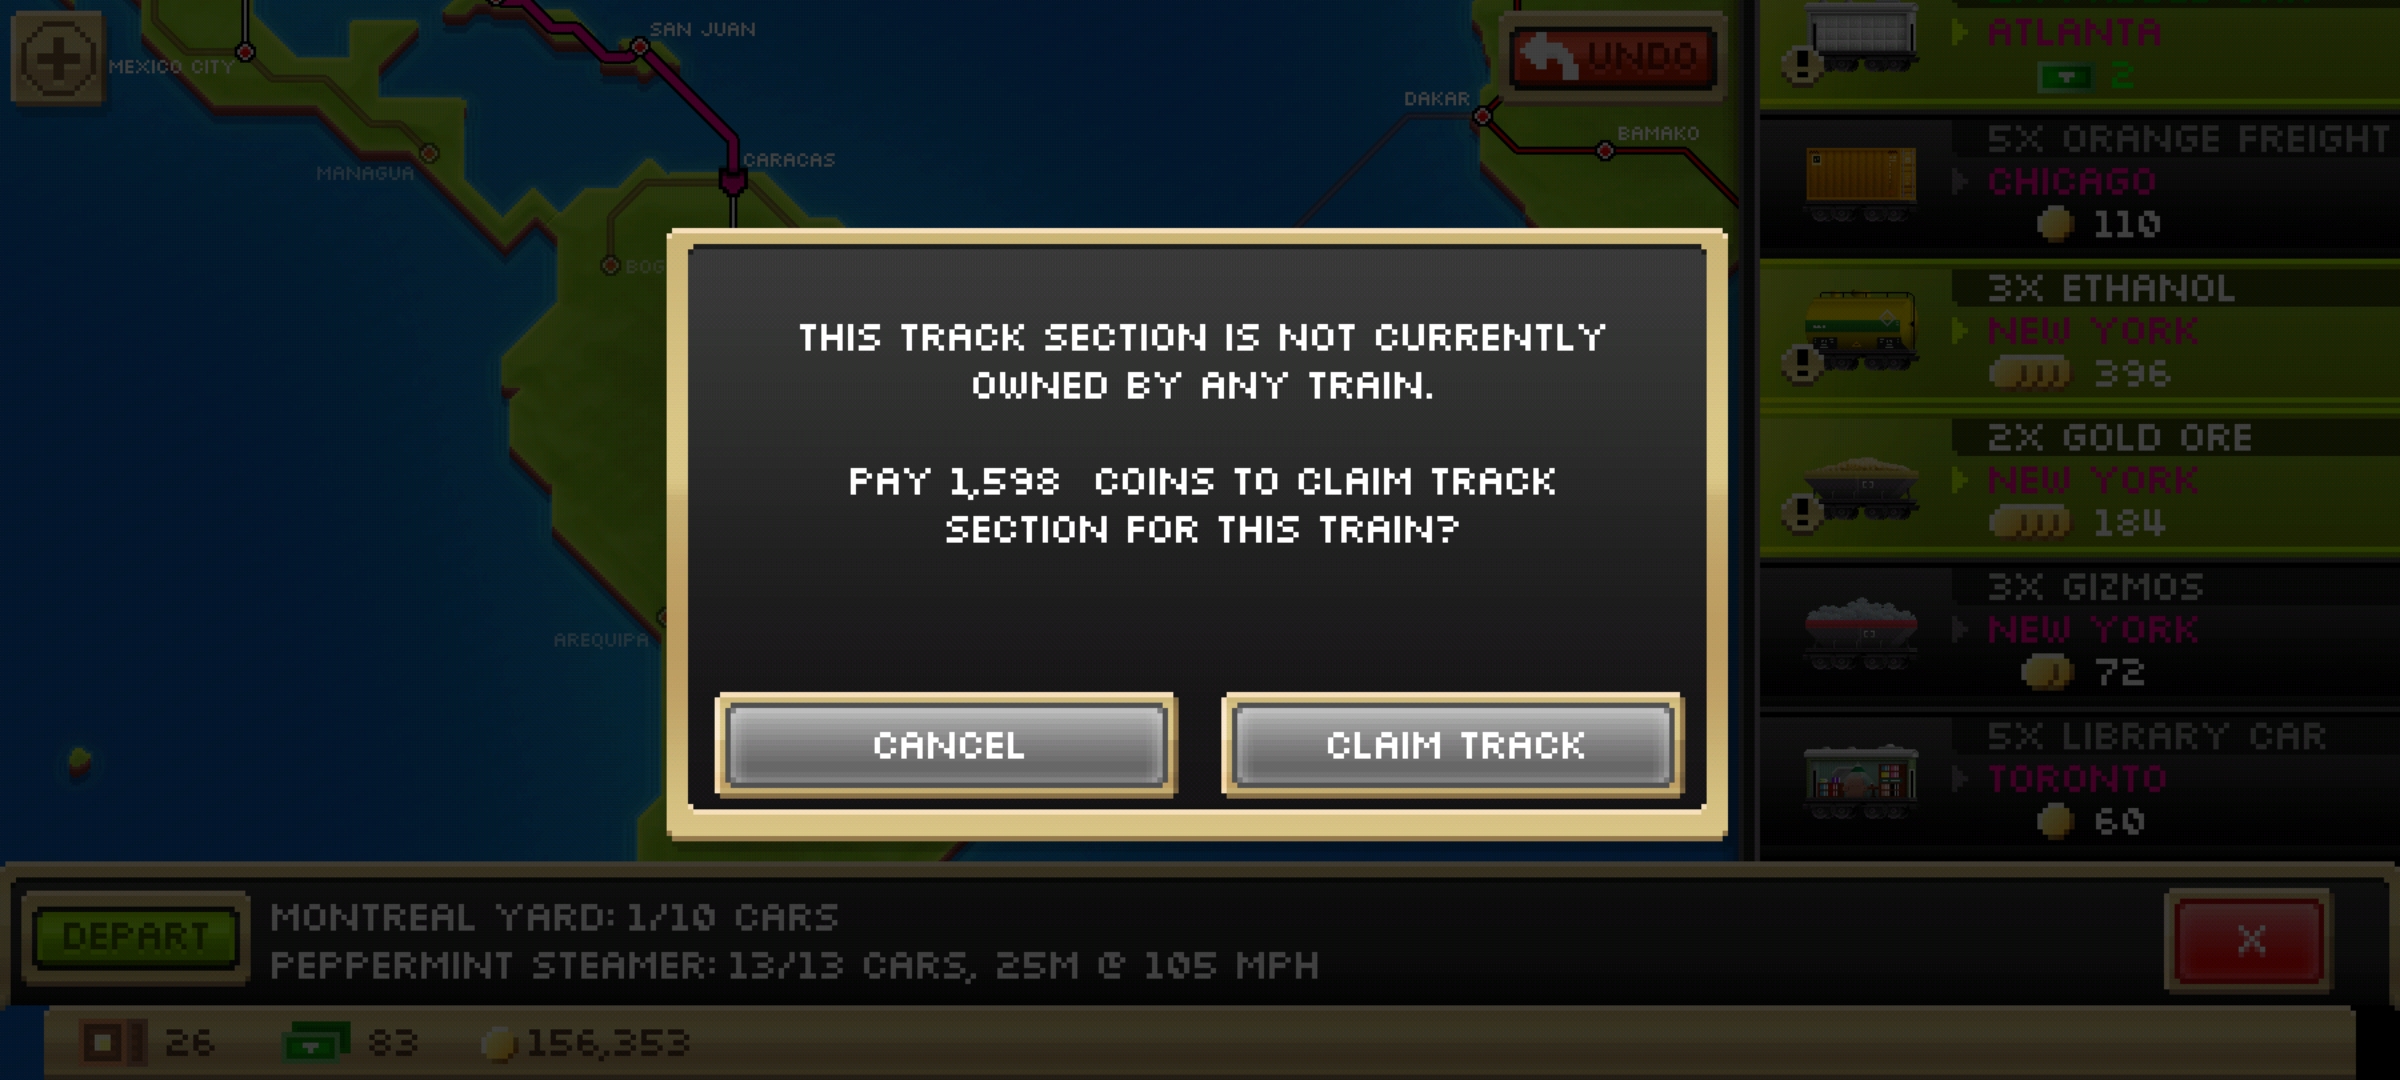 SAN JUAN
MEXICO CITY
MANAGUA
CARACAS
BOG
AREQUIPA
DAKAR
BAMAKO
UNDO
ATLANTA
2
5X ORANGE FREIGHT
CHICAGO
110
3X ETHANOL
NEW YORK
396
2X GOLD ORE
NEW YORK
184
3X GIZMOS
NEW YORK
72
5X LIBRARY CAR
TORONTO
60
THIS TRACK SECTION IS NOT CURRENTLY
OWNED BY ANY TRAIN.
PAY 1,598 COINS TO CLAIM TRACK
SECTION FOR THIS TRAIN?
CANCEL
CLAIM TRACK
DEPART
MONTREAL YARD: 1/10 CARS
PEPPERMINT STEAMER: 13/13 CARS, 25M @ 105 MPH
X
26
83
156,353